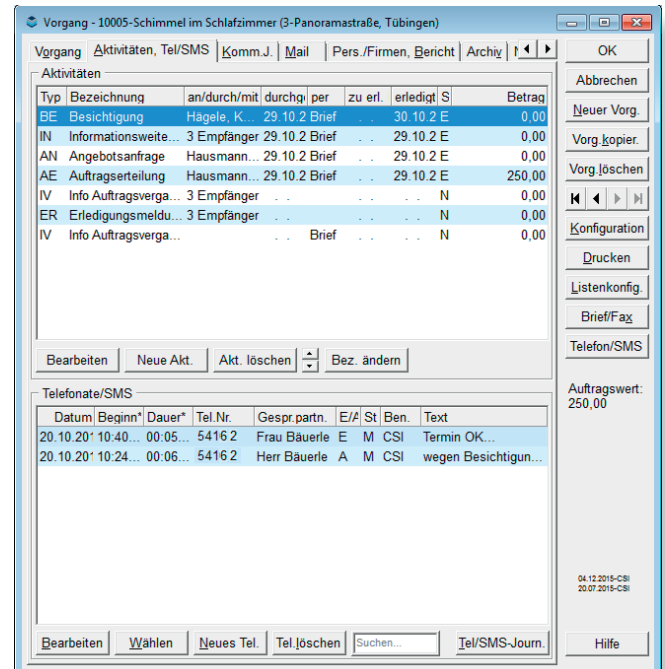 Vorgang - 10005-Schimmel im Schlafzimmer (3-Panoramastraße, Tübingen)
Vorgang Aktivitäten, Tel/SMS Komm.J. Mail Pers./Firmen, Bericht Archiv
OK
Abbrechen
Neuer Vorg.
Vorg.kopier.
Vorg.löschen
Konfiguration
Drucken
Listenkonfig.
Brief/Fax
Telefon/SMS
Auftragswert:
250,00
04.12.2015-CSI
20.07.2015-CSI
Hilfe
Aktivitäten
Typ Bezeichnung an/durch/mit durchg per zu erl. erledigt S Betrag
BE Besichtigung Hägele, K... 29.10.2 Brief . . 30.10.2 E 0,00
IN Informationsweite... 3 Empfänger 29.10.2 Brief . . 29.10.2 E 0,00
AN Angebotsanfrage Hausmann... 29.10.2 Brief . . 29.10.2 E 0,00
AE Auftragserteilung Hausmann... 29.10.2 Brief . . 29.10.2 E 250,00
IV Info Auftragsverga... 3 Empfänger . . . . . . N 0,00
ER Erledigungsmeldu... 3 Empfänger . . . . . . N 0,00
IV Info Auftragsverga... . . Brief . . . . N 0,00
Bearbeiten Neue Akt. Akt. löschen Bez. ändern
Telefonate/SMS
Datum Beginn* Dauer* Tel.Nr. Gespr.partn. E/A St Ben. Text
20.10.201 10:40... 00:05... 5416 2 Frau Bäuerle E M CSI Termin OK...
20.10.201 10:24... 00:06... 5416 2 Herr Bäuerle A M CSI wegen Besichtigun...
Bearbeiten Wählen Neues Tel. Tel.löschen Suchen... Tel/SMS-Journ.